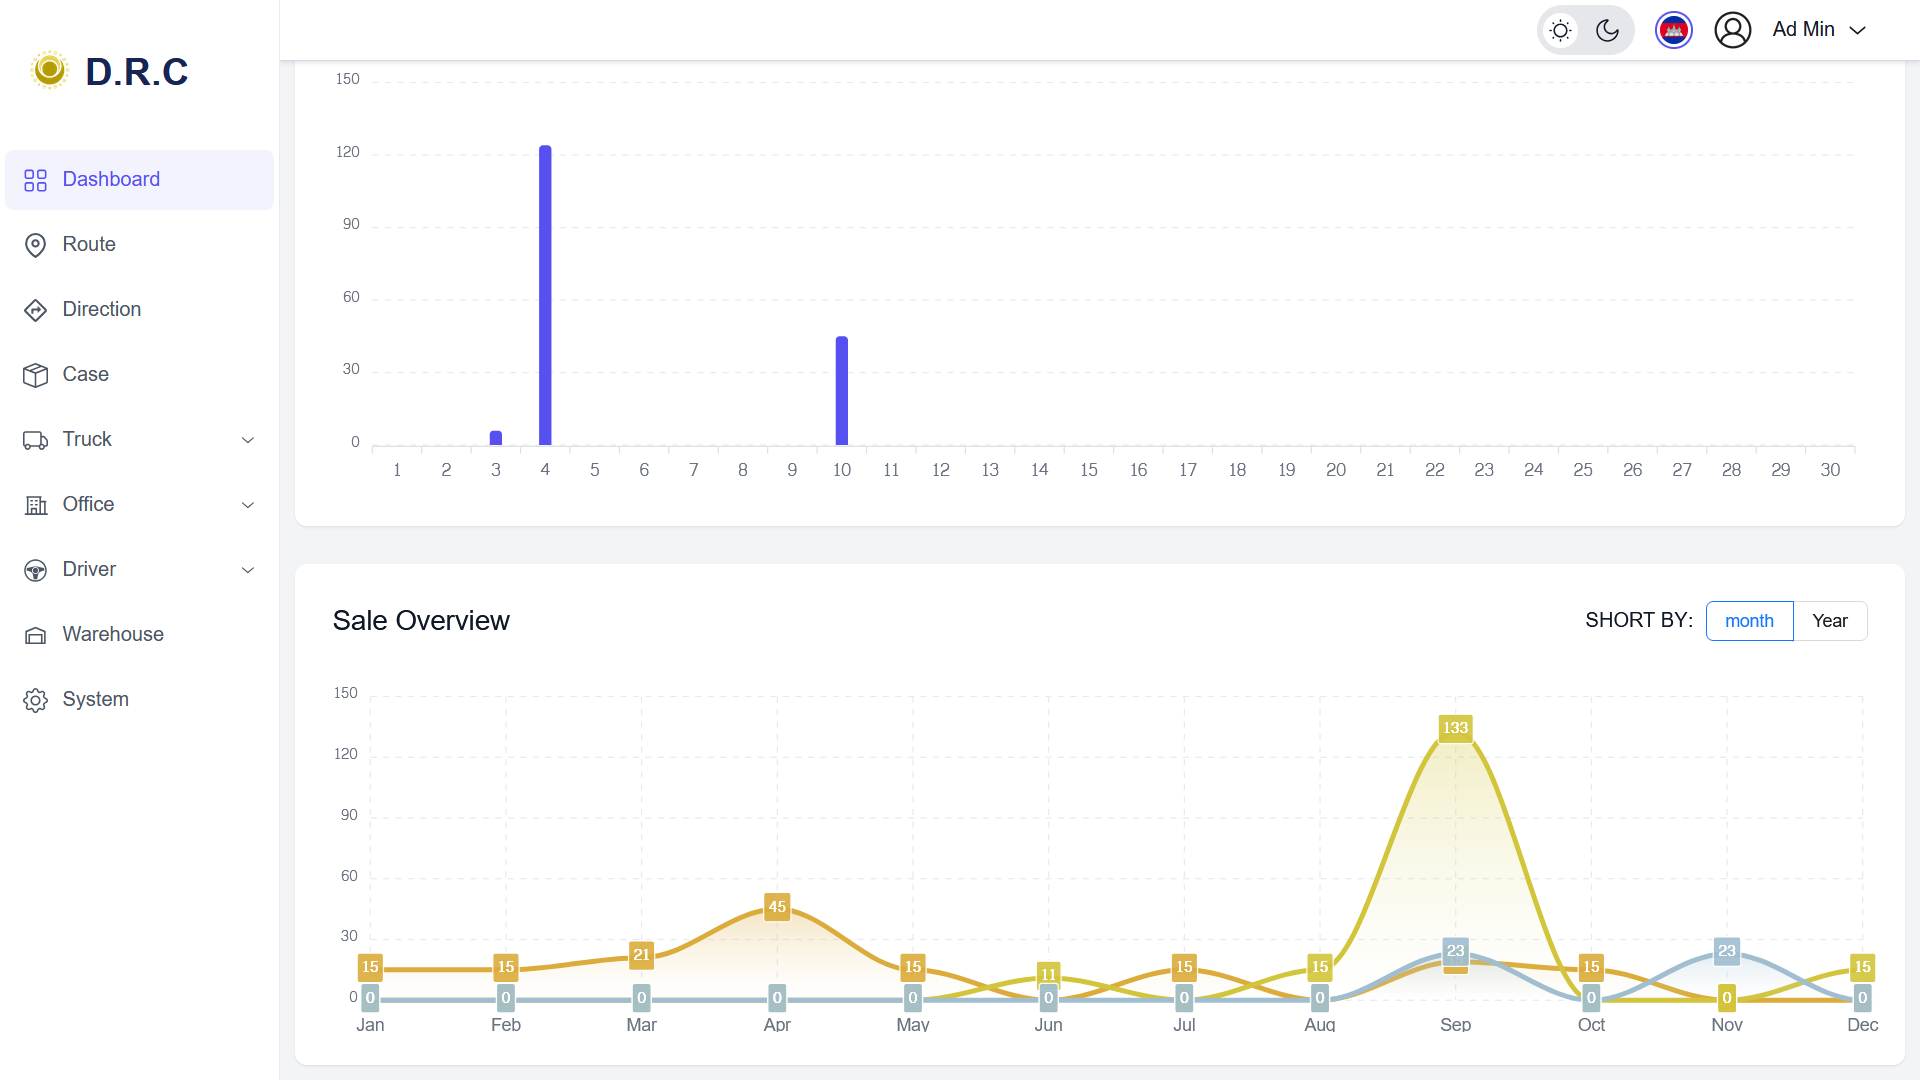 D.R.C
Ad Min
Dashboard
Route
Direction
Case
Truck
Office
Driver
Warehouse
System
150
120
90
60
30
0
1 2 3 4 5 6 7 8 9 10 11 12 13 14 15 16 17 18 19 20 21 22 23 24 25 26 27 28 29 30
Sale Overview
SHORT BY: month Year
150
120
90
60
30
0
133
45
21
23 23
15 15 15 11 15 15 15 15
0 0 0 0 0 0 0 0 0 0 0
Jan Feb Mar Apr May Jun Jul Aug Sep Oct Nov Dec